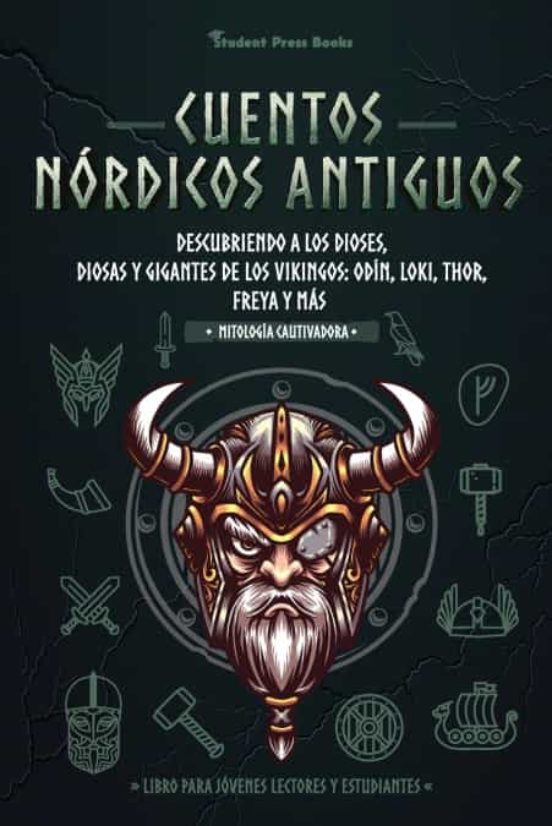 Student Press Books
CUENTOS
NÓRDICOS ANTIGUOS
DESCUBRIENDO A LOS DIOSES,
DIOSAS Y GIGANTES DE LOS VIKINGOS: ODÍN, LOKI, THOR,
FREYA Y MÁS
• MITOLOGÍA CAUTIVADORA •
» LIBRO PARA JÓVENES LECTORES Y ESTUDIANTES «